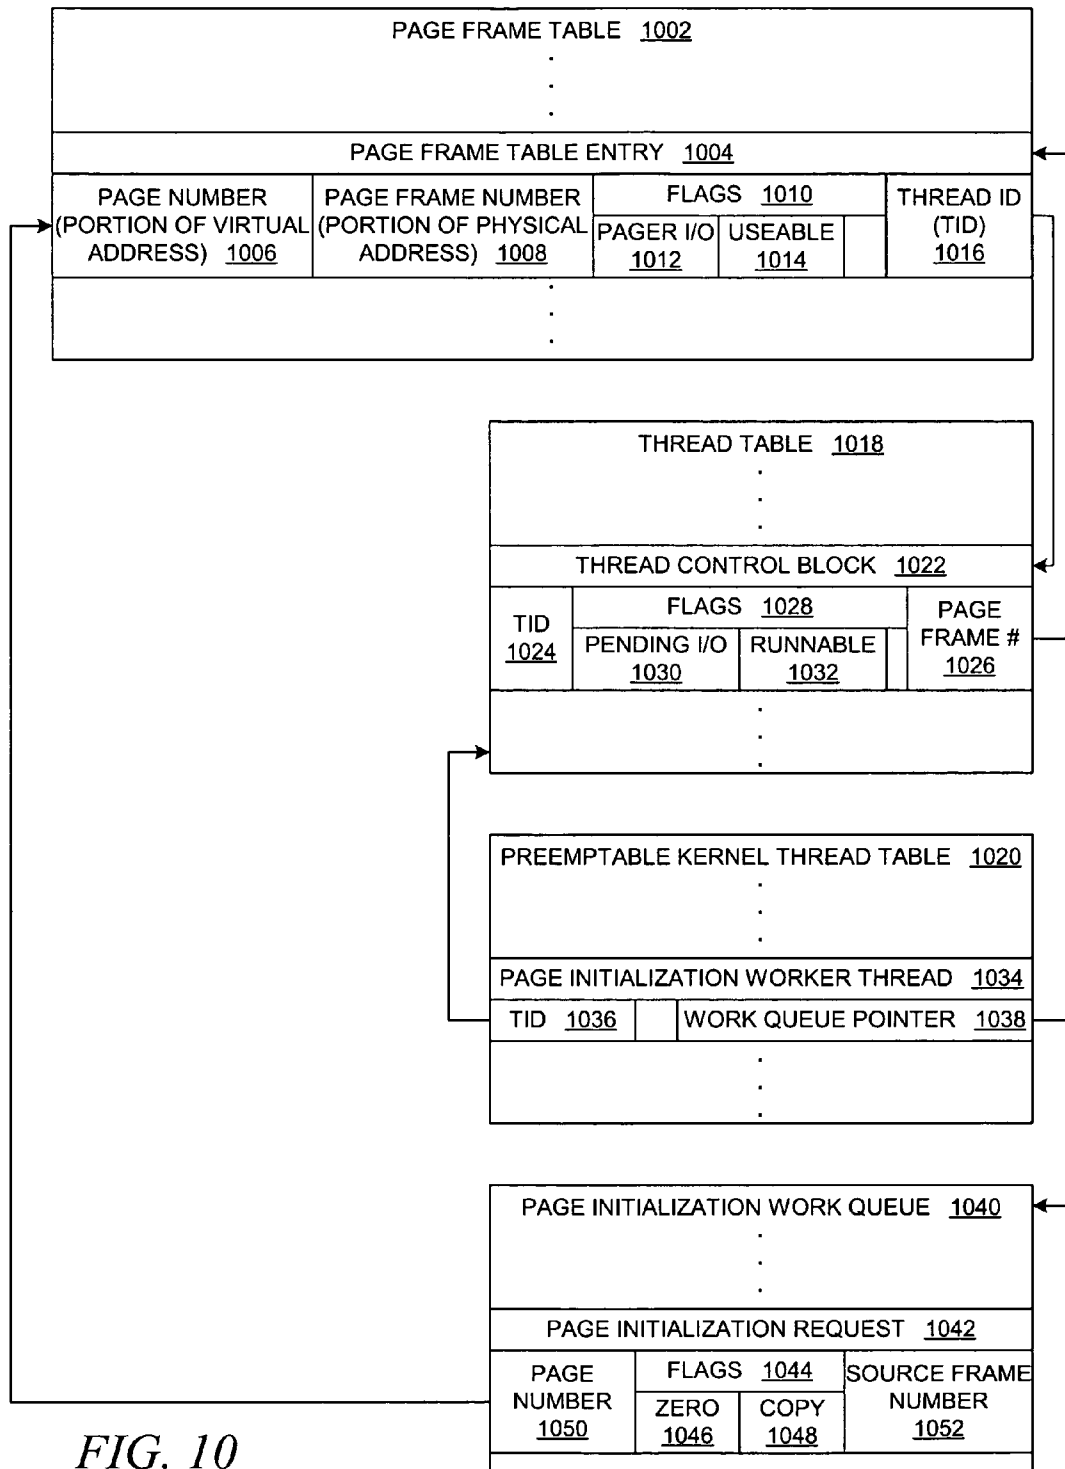 PAGE FRAME TABLE 1002
PAGE FRAME TABLE ENTRY 1004
PAGE NUMBER
(PORTION OF VIRTUAL
ADDRESS) 1006
PAGE FRAME NUMBER
(PORTION OF PHYSICAL
ADDRESS) 1008
FLAGS 1010
PAGER I/O
1012
USEABLE
1014
THREAD ID
(TID)
1016
THREAD TABLE 1018
THREAD CONTROL BLOCK 1022
TID
1024
FLAGS 1028
PENDING I/O
1030
RUNNABLE
1032
PAGE
FRAME #
1026
PREEMPTABLE KERNEL THREAD TABLE 1020
PAGE INITIALIZATION WORKER THREAD 1034
TID 1036
WORK QUEUE POINTER 1038
PAGE INITIALIZATION WORK QUEUE 1040
PAGE INITIALIZATION REQUEST 1042
PAGE
NUMBER
1050
FLAGS 1044
ZERO
1046
COPY
1048
SOURCE FRAME
NUMBER
1052
FIG. 10